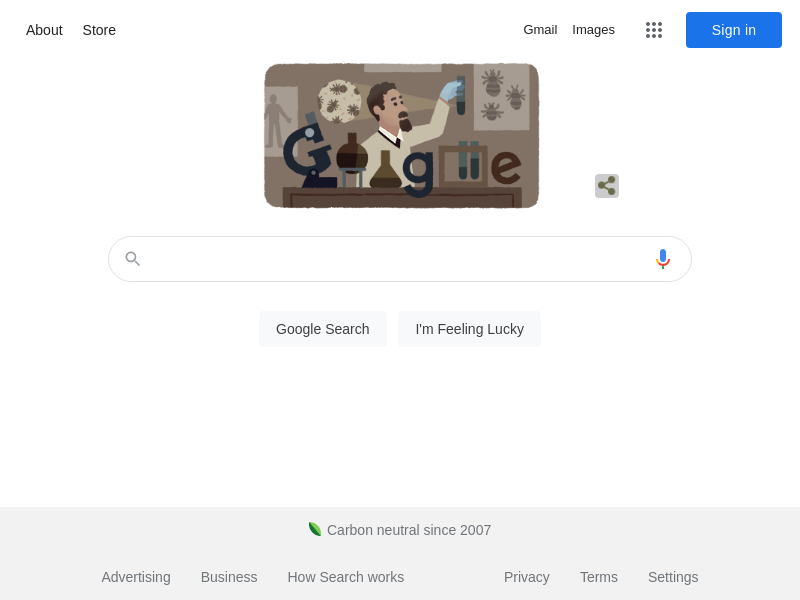 About Store Gmail Images Sign in
G g e
Google Search I'm Feeling Lucky
Carbon neutral since 2007
Advertising Business How Search works Privacy Terms Settings